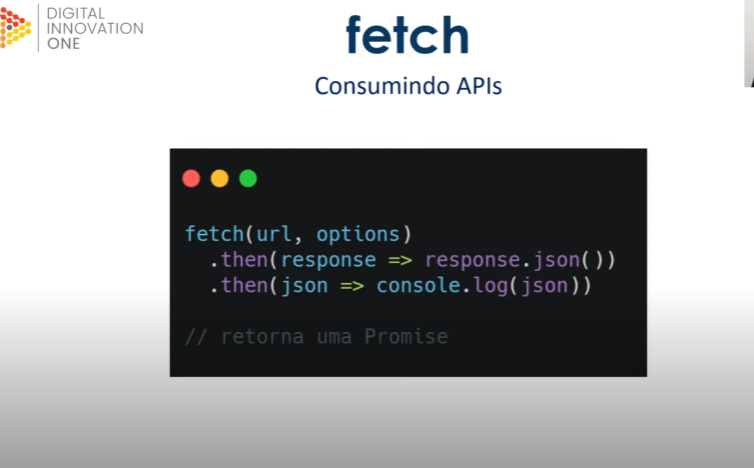 DIGITAL
INNOVATION
ONE
fetch
Consumindo APIs
fetch(url, options)
.then(response => response.json())
.then(json => console.log(json))
// retorna uma Promise